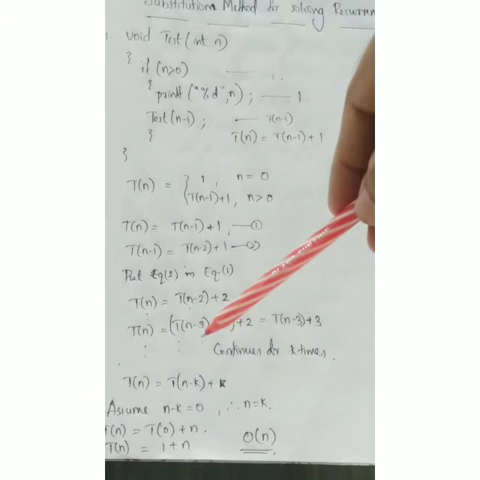 Substitution Method for solving Recurren
void Test(int n)
{ if (n>0)
{ printf("%d",n); —— 1
Test(n-1); —— T(n-1)
} T(n) = T(n-1)+1
}
T(n) = { 1, n=0
T(n-1)+1, n>0
T(n) = T(n-1)+1, —①
T(n-1) = T(n-2)+1 —②
Put Eq(2) in Eq.(1)
T(n) = T(n-2)+2
T(n) = (T(n-3) +2 = T(n-3)+3
Continues for k-times.
T(n) = T(n-k)+k
Assume n-k=0, ∴ n=k.
T(n) = T(0)+n.
T(n) = 1+n O(n)